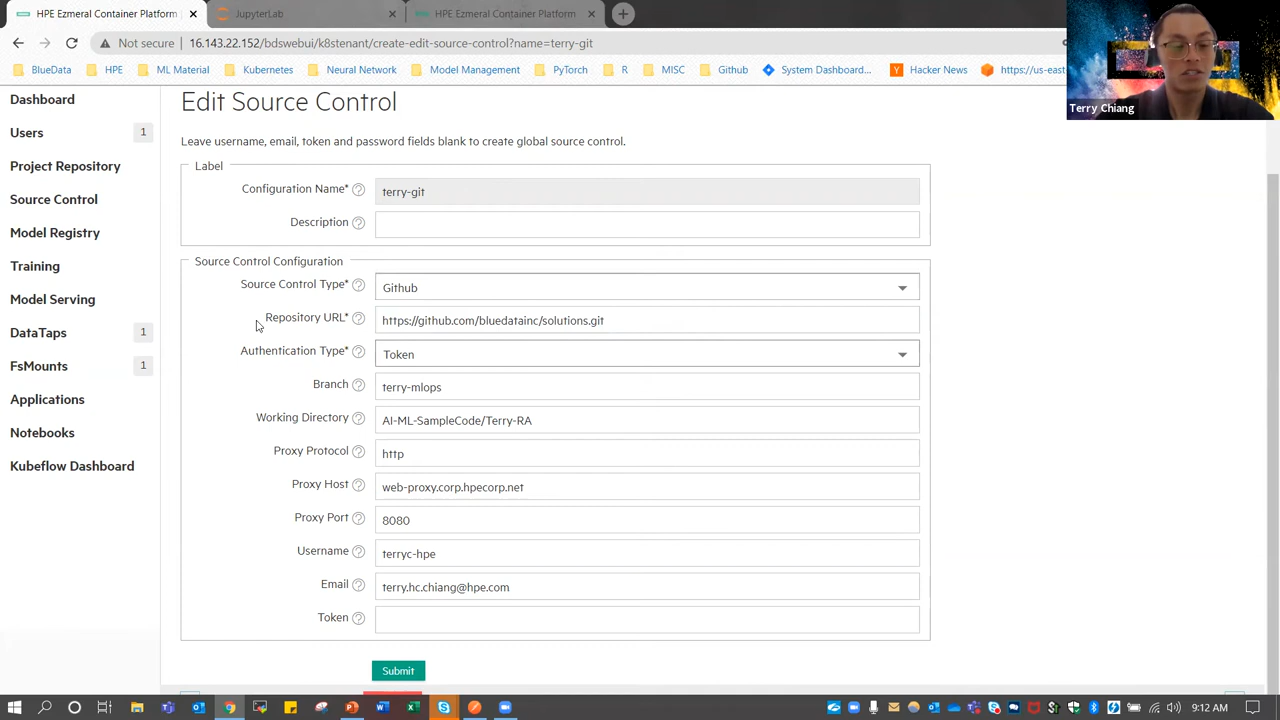 HPE Ezmeral Container Platform
JupyterLab
HPE Ezmeral Container Platform
Not secure
16.143.22.152/bdswebui/k8stenant/create-edit-source-control?name=terry-git
BlueData
HPE
ML Material
Kubernetes
Neural Network
Model Management
PyTorch
R
MISC
Github
System Dashboard...
Hacker News
https://us-east
Terry Chiang
Dashboard
Users
1
Project Repository
Source Control
Model Registry
Training
Model Serving
DataTaps
1
FsMounts
1
Applications
Notebooks
Kubeflow Dashboard
Edit Source Control
Leave username, email, token and password fields blank to create global source control.
Label
Configuration Name*
terry-git
Description
Source Control Configuration
Source Control Type*
Github
Repository URL*
https://github.com/bluedatainc/solutions.git
Authentication Type*
Token
Branch
terry-mlops
Working Directory
AI-ML-SampleCode/Terry-RA
Proxy Protocol
http
Proxy Host
web-proxy.corp.hpecorp.net
Proxy Port
8080
Username
terryc-hpe
Email
terry.hc.chiang@hpe.com
Token
Submit
9:12 AM